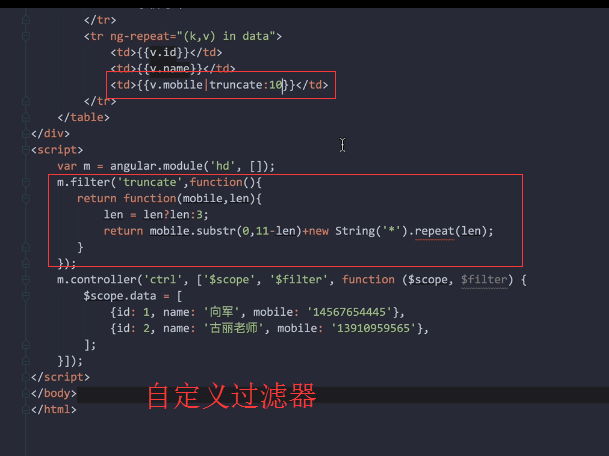 </tr>
<tr ng-repeat="(k,v) in data">
<td>{{v.id}}</td>
<td>{{v.name}}</td>
<td>{{v.mobile|truncate:10}}</td>
</tr>
</table>
</div>
<script>
var m = angular.module('hd', []);
m.filter('truncate',function(){
return function(mobile,len){
len = len?len:3;
return mobile.substr(0,11-len)+new String('*').repeat(len);
}
});
m.controller('ctrl', ['$scope', '$filter', function ($scope, $filter) {
$scope.data = [
{id: 1, name: '向军', mobile: '14567654445'},
{id: 2, name: '古丽老师', mobile: '13910959565'},
];
}]);
</script>
</body>
</html>
自定义过滤器